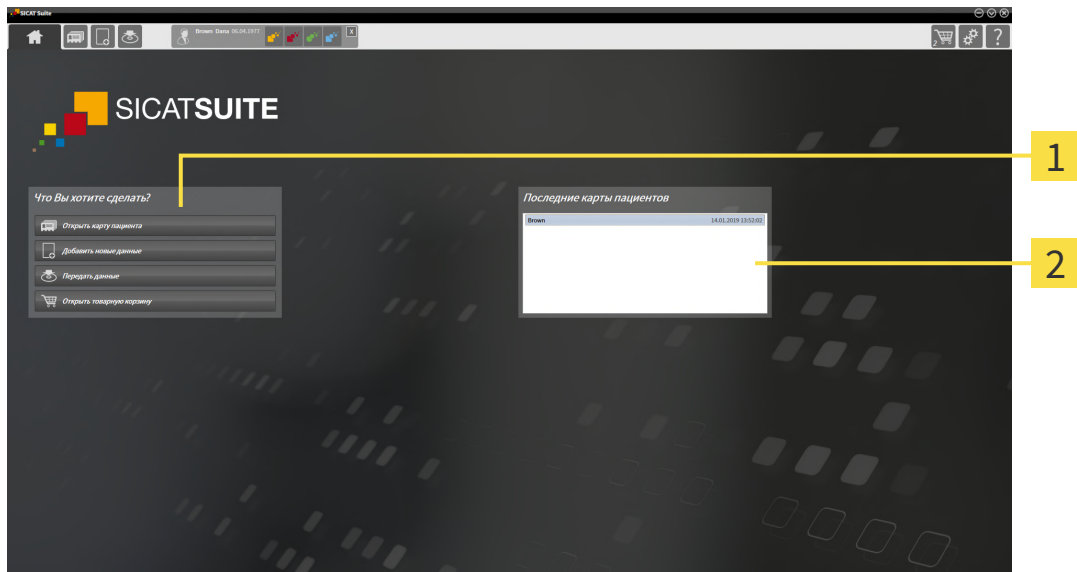 SICAT Suite
Brown Dana 06.04.1977
X
2
?
SICATSUITE
1
Что Вы хотите сделать?
Последние карты пациентов
Открыть карту пациента
Brown 14.01.2019 13:52:02
Добавить новые данные
2
Передать данные
Открыть товарную корзину